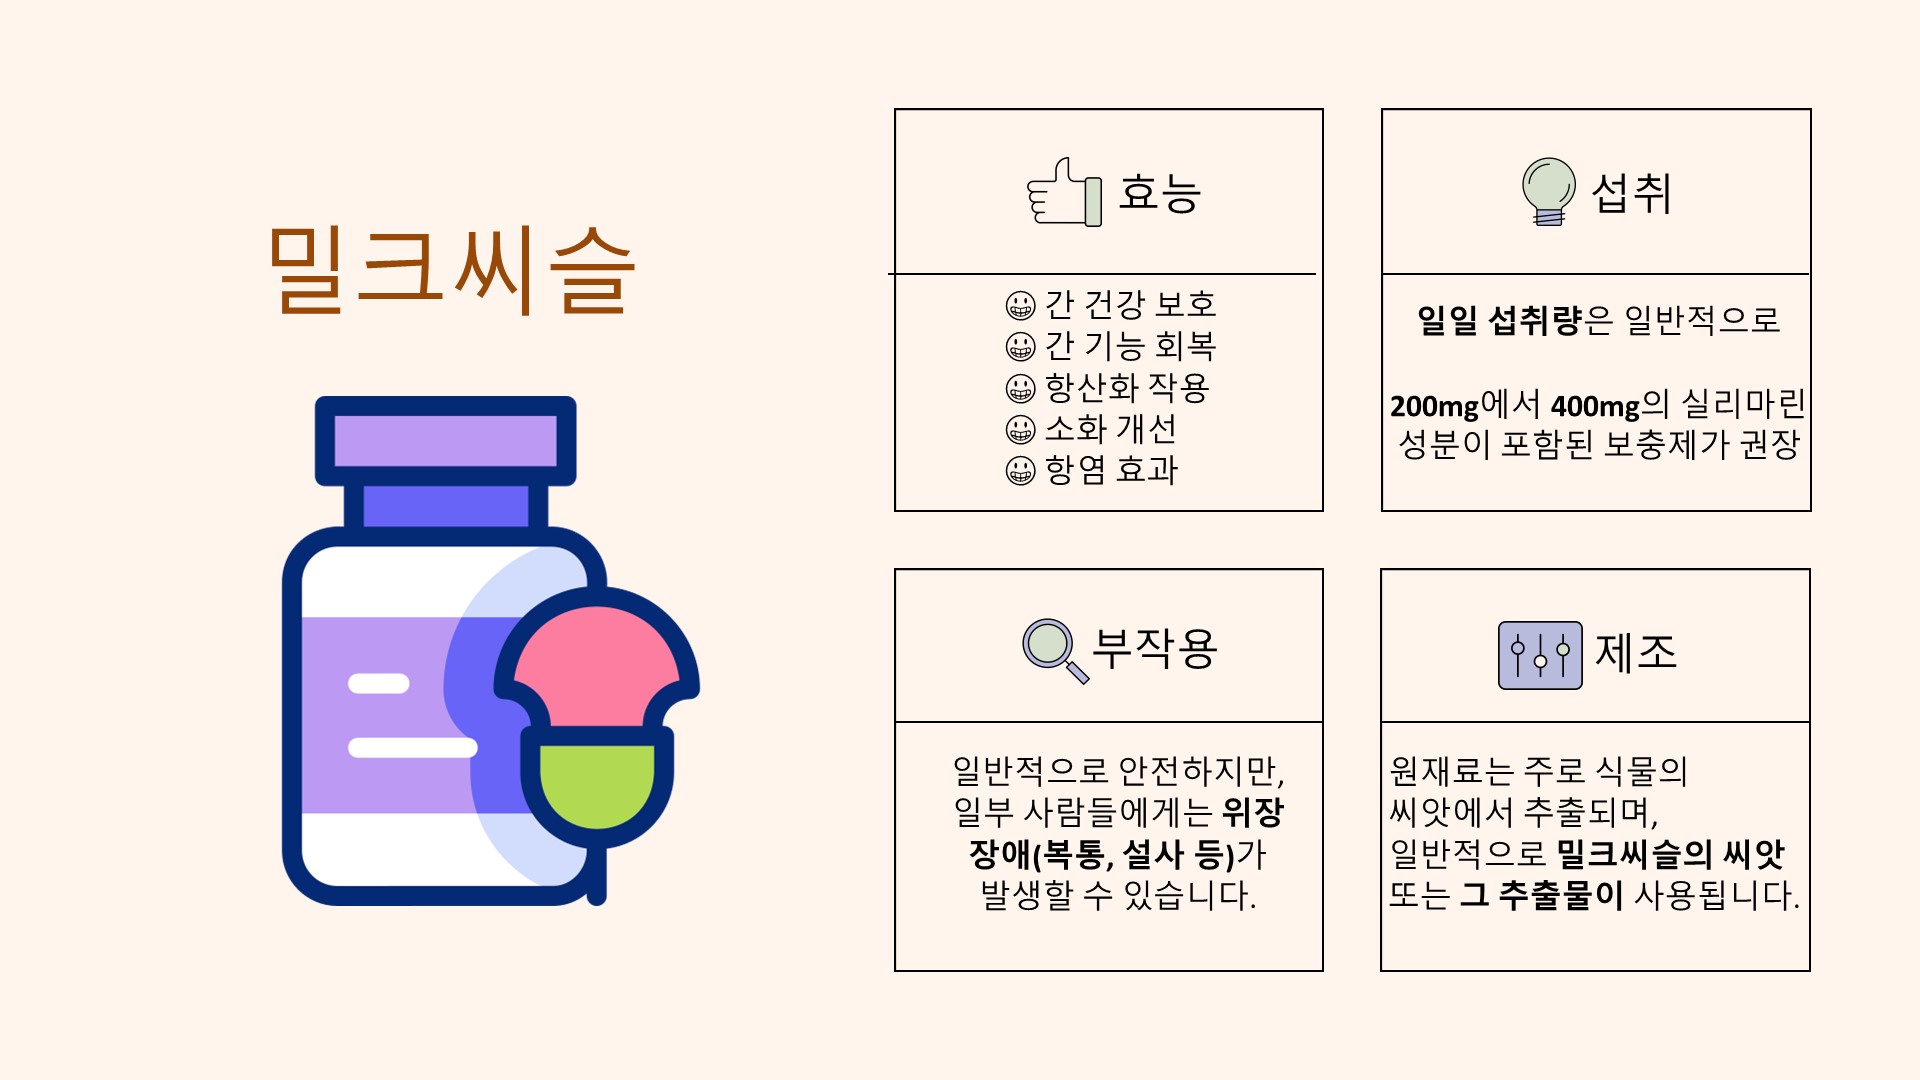 밀크씨슬
효능
😀 간 건강 보호
😀 간 기능 회복
😀 항산화 작용
😀 소화 개선
😀 항염 효과
섭취
일일 섭취량은 일반적으로
200mg에서 400mg의 실리마린
성분이 포함된 보충제가 권장
부작용
일반적으로 안전하지만,
일부 사람들에게는 위장
장애(복통, 설사 등)가
발생할 수 있습니다.
제조
원재료는 주로 식물의
씨앗에서 추출되며,
일반적으로 밀크씨슬의 씨앗
또는 그 추출물이 사용됩니다.